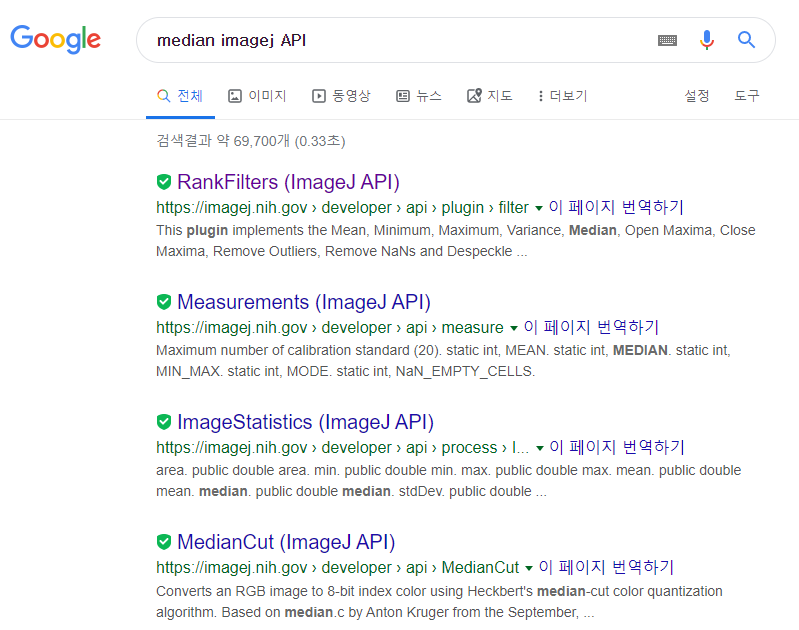 Google
median imagej API
전체 이미지 동영상 뉴스 지도 더보기 설정 도구
검색결과 약 69,700개 (0.33초)
RankFilters (ImageJ API)
https://imagej.nih.gov › developer › api › plugin › filter ▾ 이 페이지 번역하기
This plugin implements the Mean, Minimum, Maximum, Variance, Median, Open Maxima, Close
Maxima, Remove Outliers, Remove NaNs and Despeckle ...
Measurements (ImageJ API)
https://imagej.nih.gov › developer › api › measure ▾ 이 페이지 번역하기
Maximum number of calibration standard (20). static int, MEAN. static int, MEDIAN. static int,
MIN_MAX. static int, MODE. static int, NaN_EMPTY_CELLS.
ImageStatistics (ImageJ API)
https://imagej.nih.gov › developer › api › process › I... ▾ 이 페이지 번역하기
area. public double area. min. public double min. max. public double max. mean. public double
mean. median. public double median. stdDev. public double ...
MedianCut (ImageJ API)
https://imagej.nih.gov › developer › api › MedianCut ▾ 이 페이지 번역하기
Converts an RGB image to 8-bit index color using Heckbert's median-cut color quantization
algorithm. Based on median.c by Anton Kruger from the September, ...